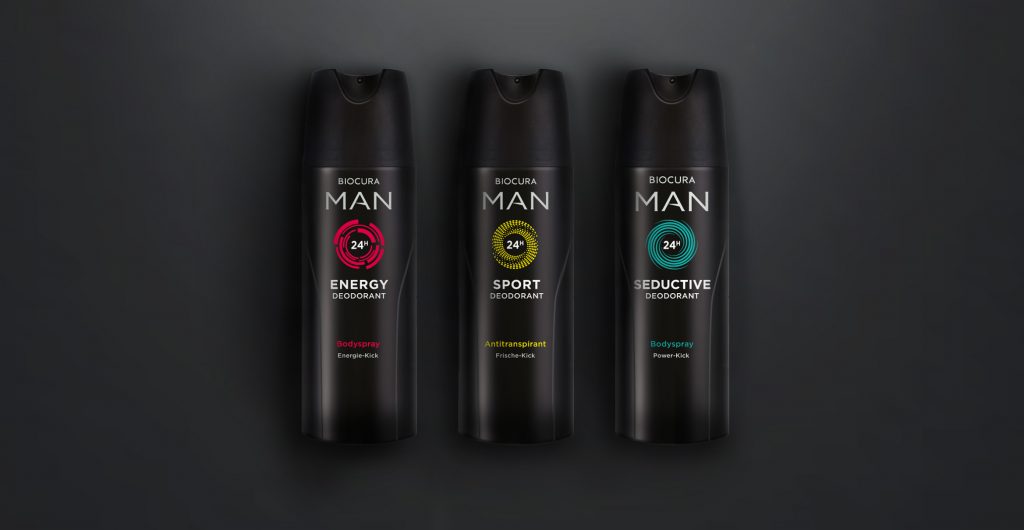 BIOCURA
MAN
24H
ENERGY
DEODORANT
Bodyspray
Energie-Kick
BIOCURA
MAN
24H
SPORT
DEODORANT
Antitranspirant
Frische-Kick
BIOCURA
MAN
24H
SEDUCTIVE
DEODORANT
Bodyspray
Power-Kick